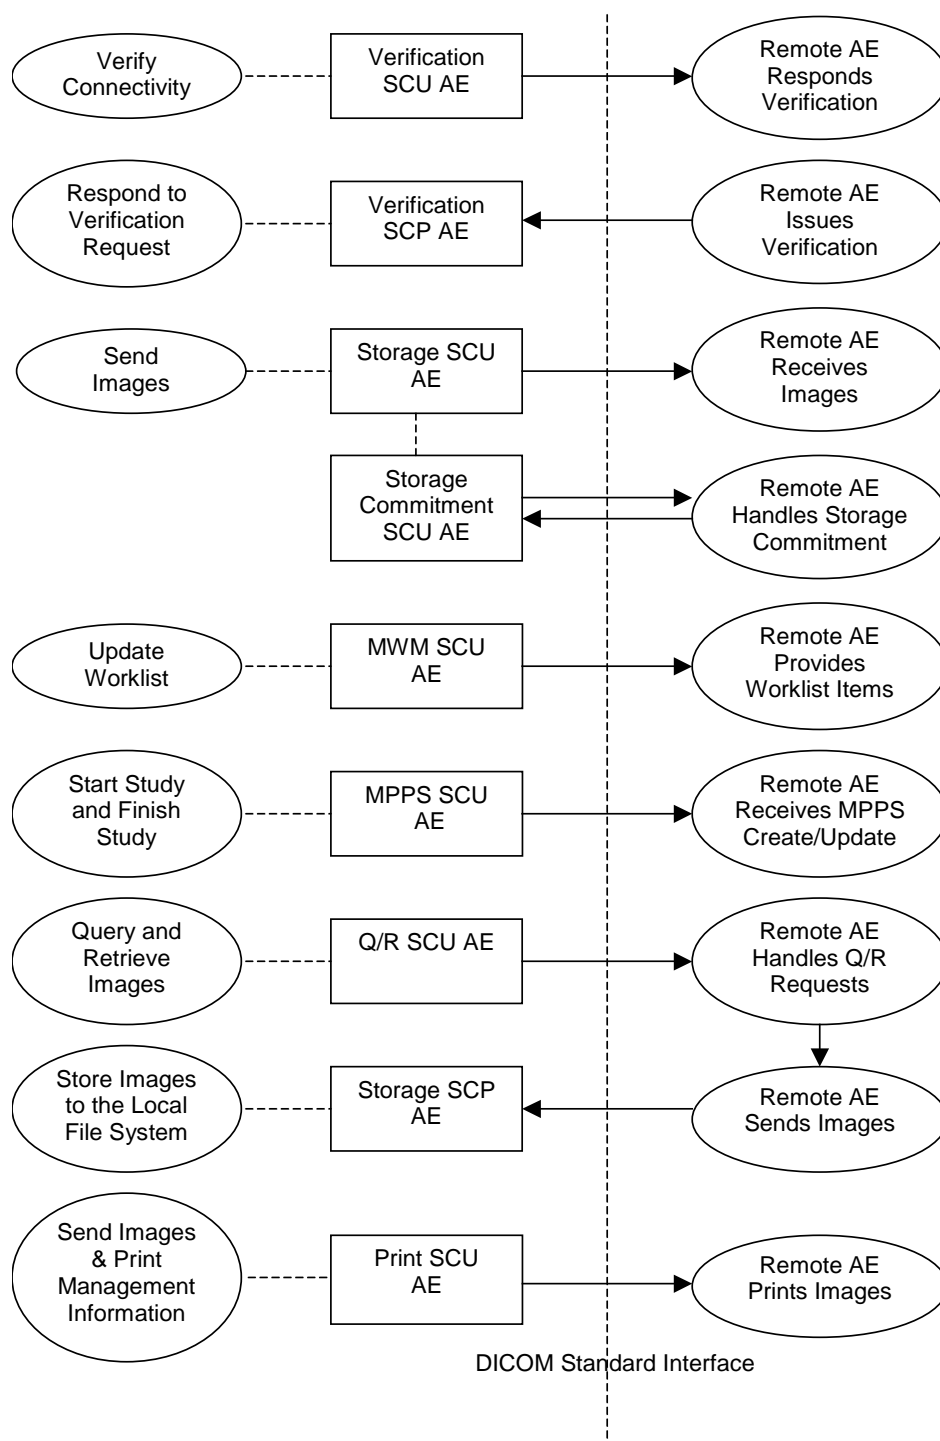 Verify
Connectivity
Verification
SCU AE
Remote AE
Responds
Verification
Respond to
Verification
Request
Verification
SCP AE
Remote AE
Issues
Verification
Send
Images
Storage SCU
AE
Remote AE
Receives
Images
Storage
Commitment
SCU AE
Remote AE
Handles Storage
Commitment
Update
Worklist
MWM SCU
AE
Remote AE
Provides
Worklist Items
Start Study
and Finish
Study
MPPS SCU
AE
Remote AE
Receives MPPS
Create/Update
Query and
Retrieve
Images
Q/R SCU AE
Remote AE
Handles Q/R
Requests
Store Images
to the Local
File System
Storage SCP
AE
Remote AE
Sends Images
Send Images
& Print
Management
Information
Print SCU
AE
Remote AE
Prints Images
DICOM Standard Interface